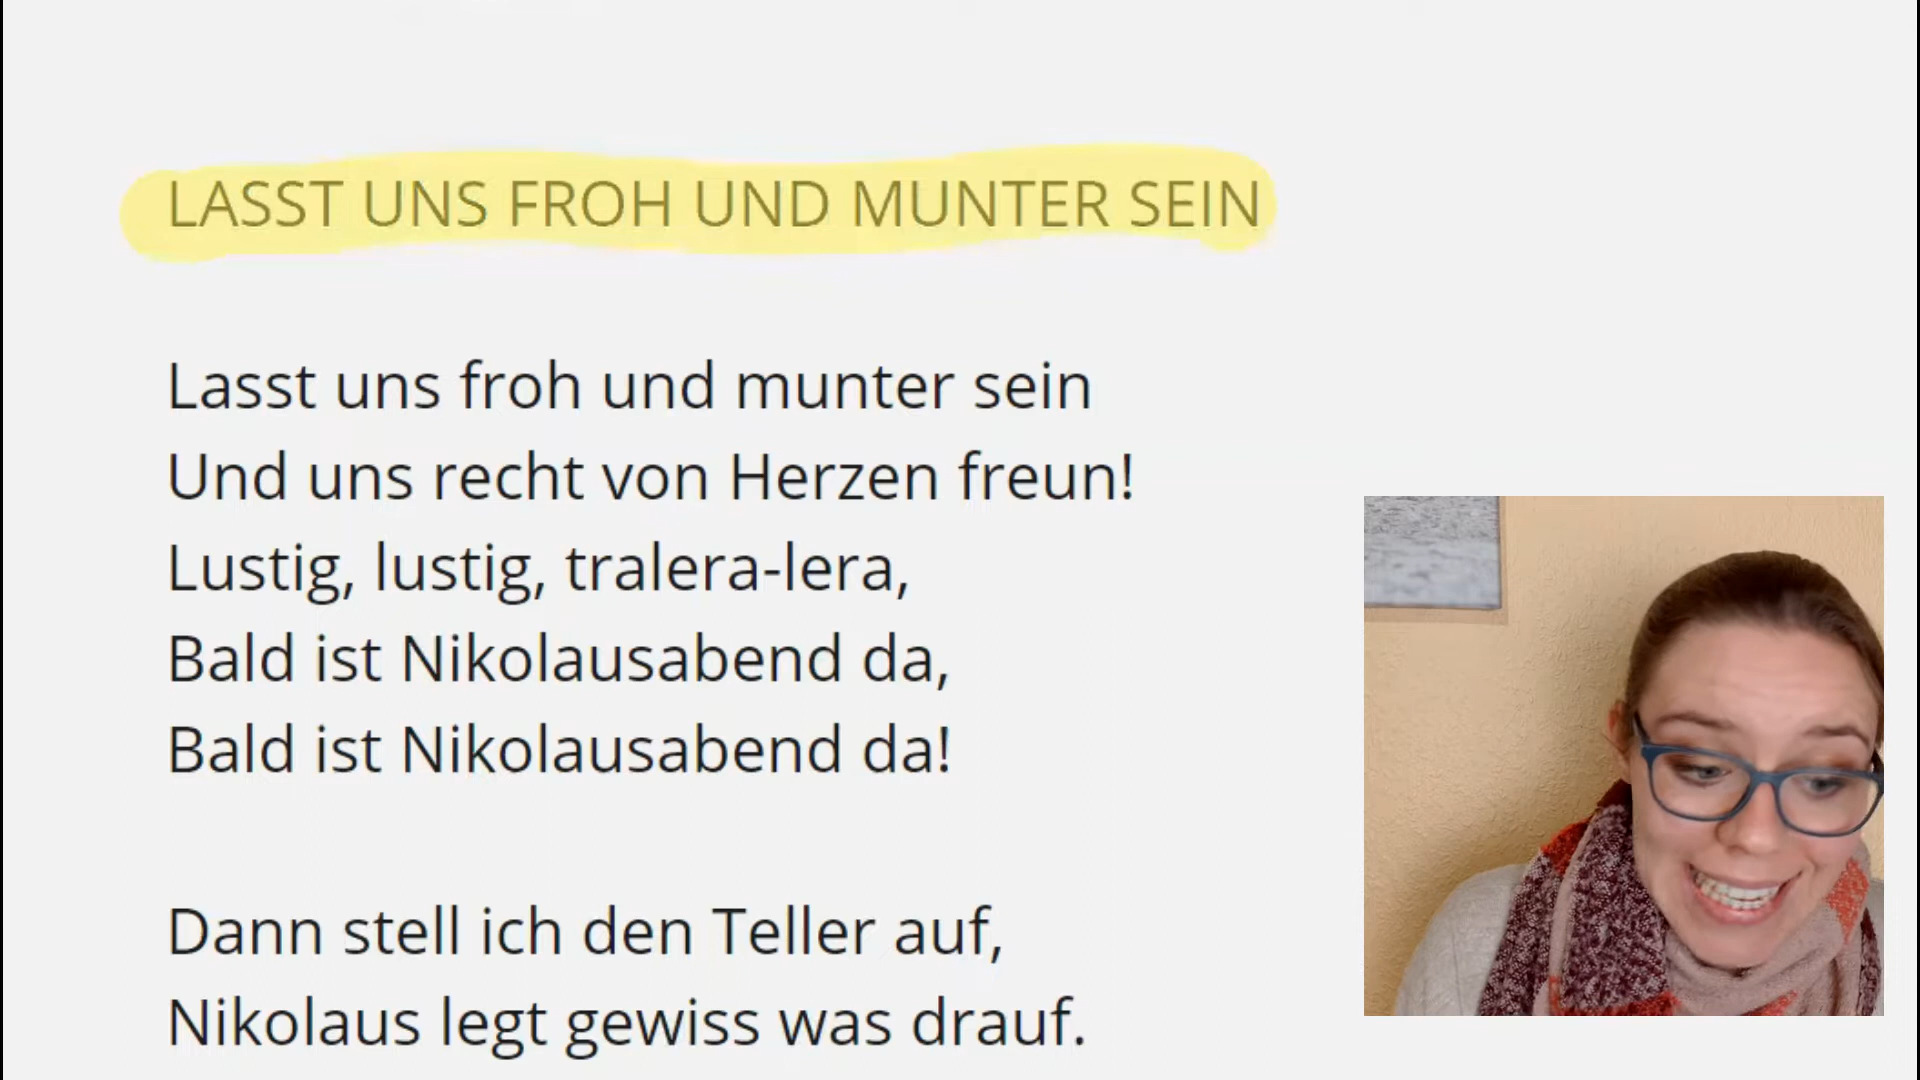 LASST UNS FROH UND MUNTER SEIN
Lasst uns froh und munter sein
Und uns recht von Herzen freun!
Lustig, lustig, tralera-lera,
Bald ist Nikolausabend da,
Bald ist Nikolausabend da!
Dann stell ich den Teller auf,
Nikolaus legt gewiss was drauf.